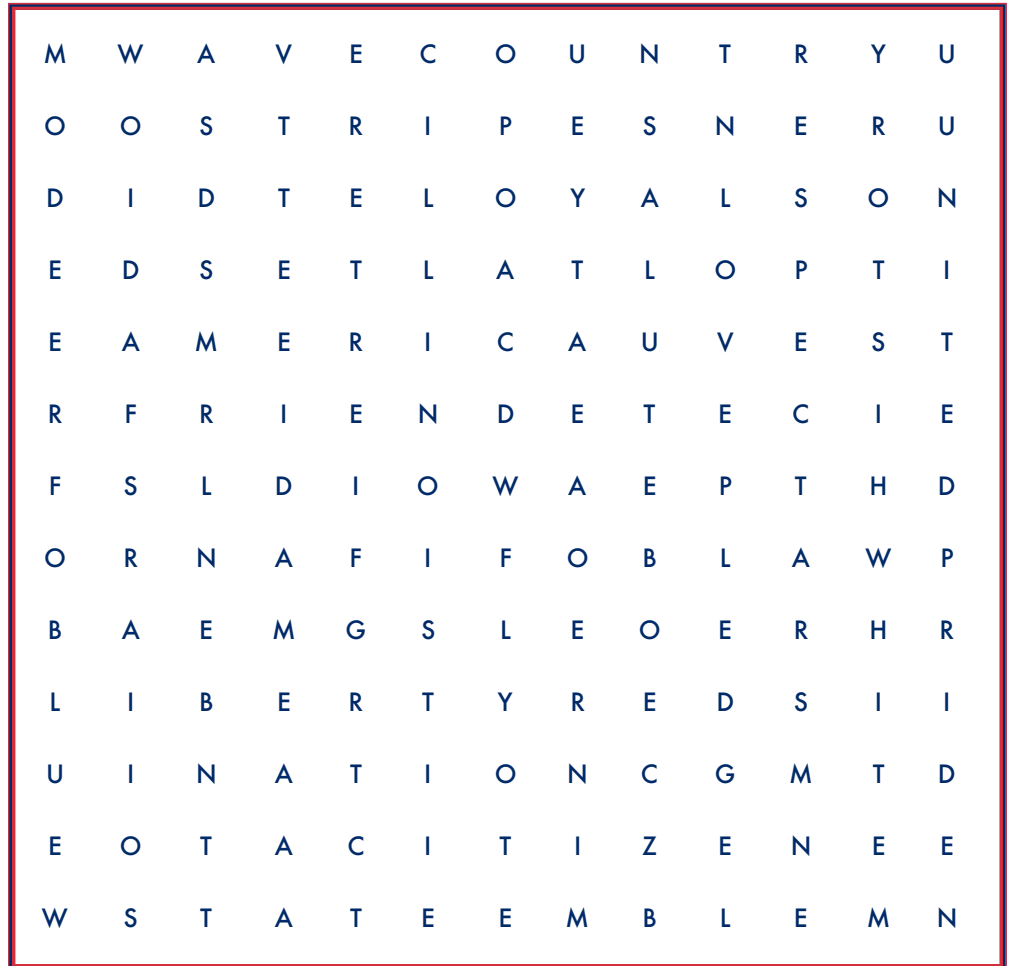 M W A V E C O U N T R Y U
O O S T R I P E S N E R U
D I D T E L O Y A L S O N
E D S E T L A T L O P T I
E A M E R I C A U V E S T
R F R I E N D E T E C I E
F S L D I O W A E P T H D
O R N A F I F O B L A W P
B A E M G S L E O E R H R
L I B E R T Y R E D S I I
U I N A T I O N C G M T D
E O T A C I T I Z E N E E
W S T A T E E M B L E M N